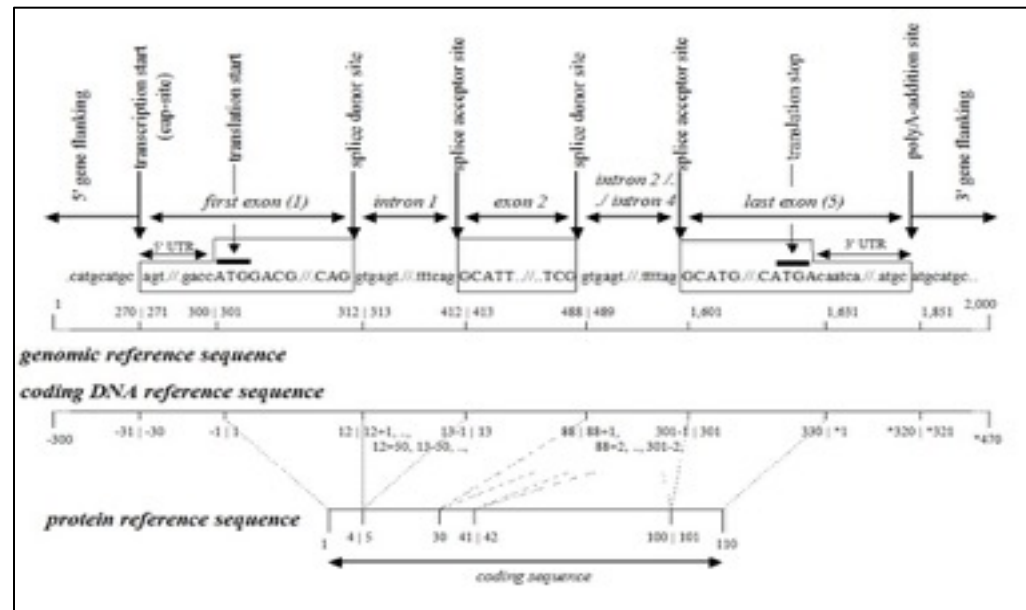 5' gene flanking
transcription start
(cap-site)
translation start
splice donor site
splice acceptor site
splice donor site
splice acceptor site
translation stop
polyA-addition site
3' gene flanking
first exon (1)
intron 1
exon 2
intron 2 /.
./ intron 4
last exon (5)
5' UTR
3' UTR
..catgcatgc agt.//.gaccATGGACG.//.CAG gtgagt.//.tttcag GCATT..//..TCG gtgagt.//.ttttag GCATG.//.CATGAcaatca.//.atgc atgcatgc..
1
2,000
270 | 271
300 | 301
312 | 313
412 | 413
488 | 489
1,601
1,631
1,851
genomic reference sequence
coding DNA reference sequence
-300
-31 | -30
-1 | 1
12 | 12+1, ..,
13-1 | 13
88 | 88+1,
301-1 | 301
330 | *1
*320 | *321
*470
12+50, 13-50, ..,
88+2, .., 301-2,
protein reference sequence
1
4 | 5
30
41 | 42
100 | 101
110
coding sequence